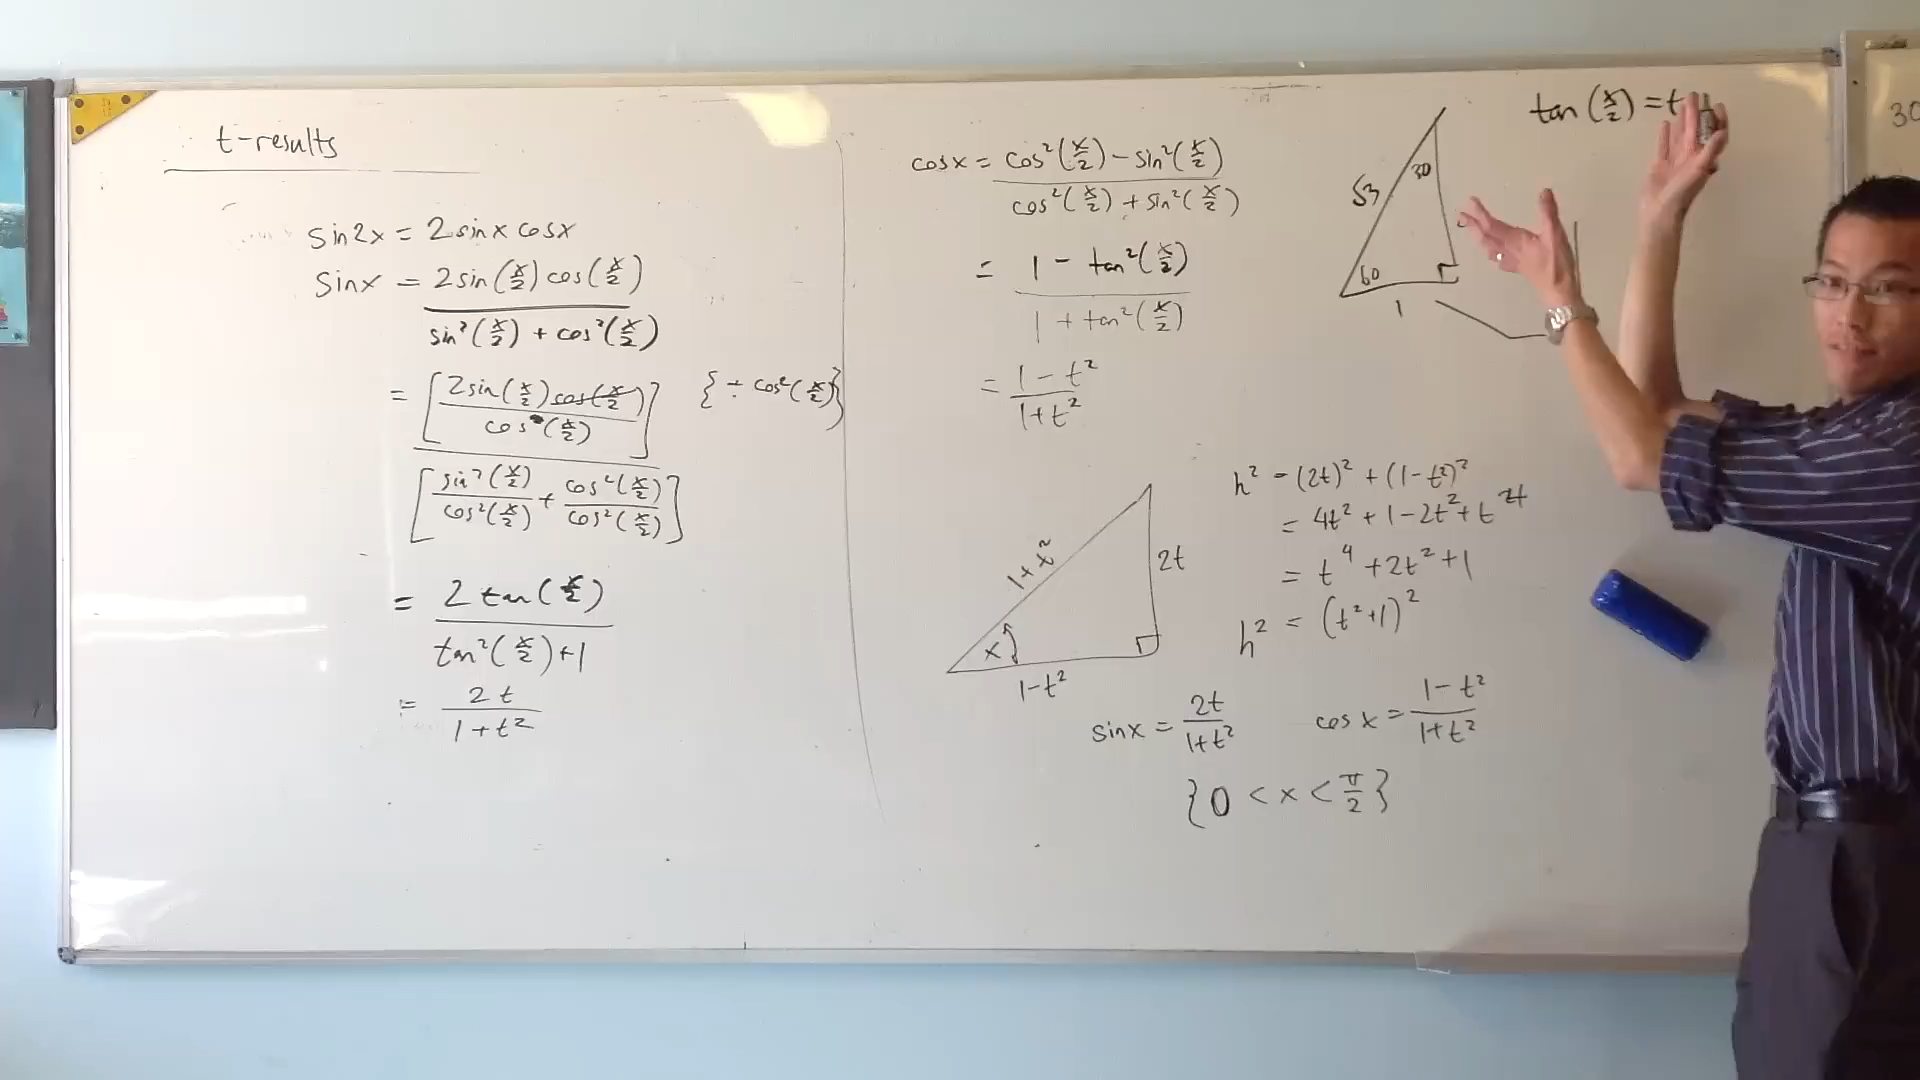 t-results
sin2x = 2sinx cosx
sinx = 2sin(x/2) cos(x/2) / sin²(x/2) + cos²(x/2)
= [2sin(x/2) cos(x/2) / cos²(x/2)] / [sin²(x/2) / cos²(x/2) + cos²(x/2) / cos²(x/2)] {÷ cos²(x/2)}
= 2tan(x/2) / tan²(x/2)+1
= 2t / 1+t²
cosx = cos²(x/2) - sin²(x/2) / cos²(x/2) + sin²(x/2)
= 1 - tan²(x/2) / 1 + tan²(x/2)
= 1-t² / 1+t²
tan(x/2) = t
30
60
1
1+t²
2t
x
1-t²
h² = (2t)² + (1-t²)²
= 4t² + 1 - 2t² + t⁴
= t⁴ + 2t² + 1
h² = (t²+1)²
sinx = 2t / 1+t²
cosx = 1-t² / 1+t²
{0 < x < π/2}
30